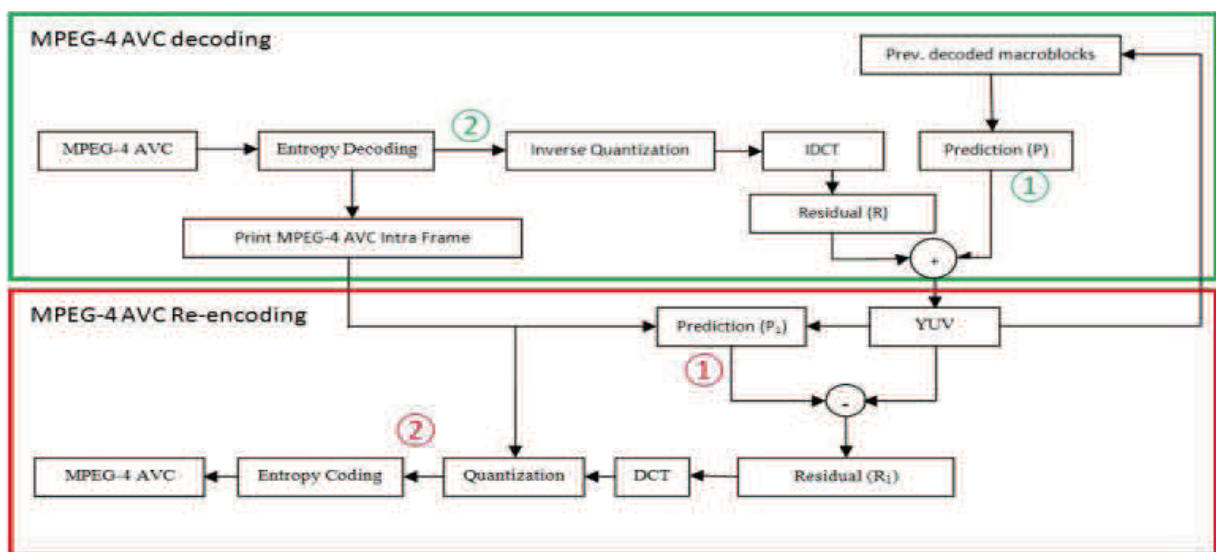 MPEG-4 AVC decoding
Prev. decoded macroblocks
②
MPEG-4 AVC
Entropy Decoding
Inverse Quantization
IDCT
Prediction (P)
①
Residual (R)
Print MPEG-4 AVC Intra Frame
+
MPEG-4 AVC Re-encoding
Prediction (P₁)
YUV
①
-
②
MPEG-4 AVC
Entropy Coding
Quantization
DCT
Residual (R₁)